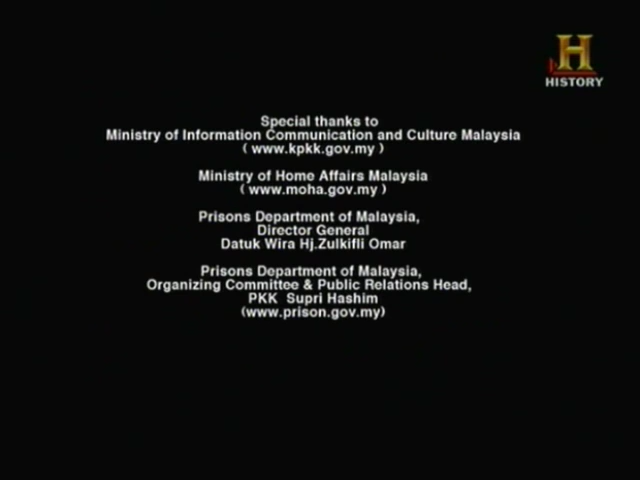 H
HISTORY
Special thanks to
Ministry of Information Communication and Culture Malaysia
( www.kpkk.gov.my )
Ministry of Home Affairs Malaysia
( www.moha.gov.my )
Prisons Department of Malaysia,
Director General
Datuk Wira Hj.Zulkifli Omar
Prisons Department of Malaysia,
Organizing Committee & Public Relations Head,
PKK Supri Hashim
(www.prison.gov.my)